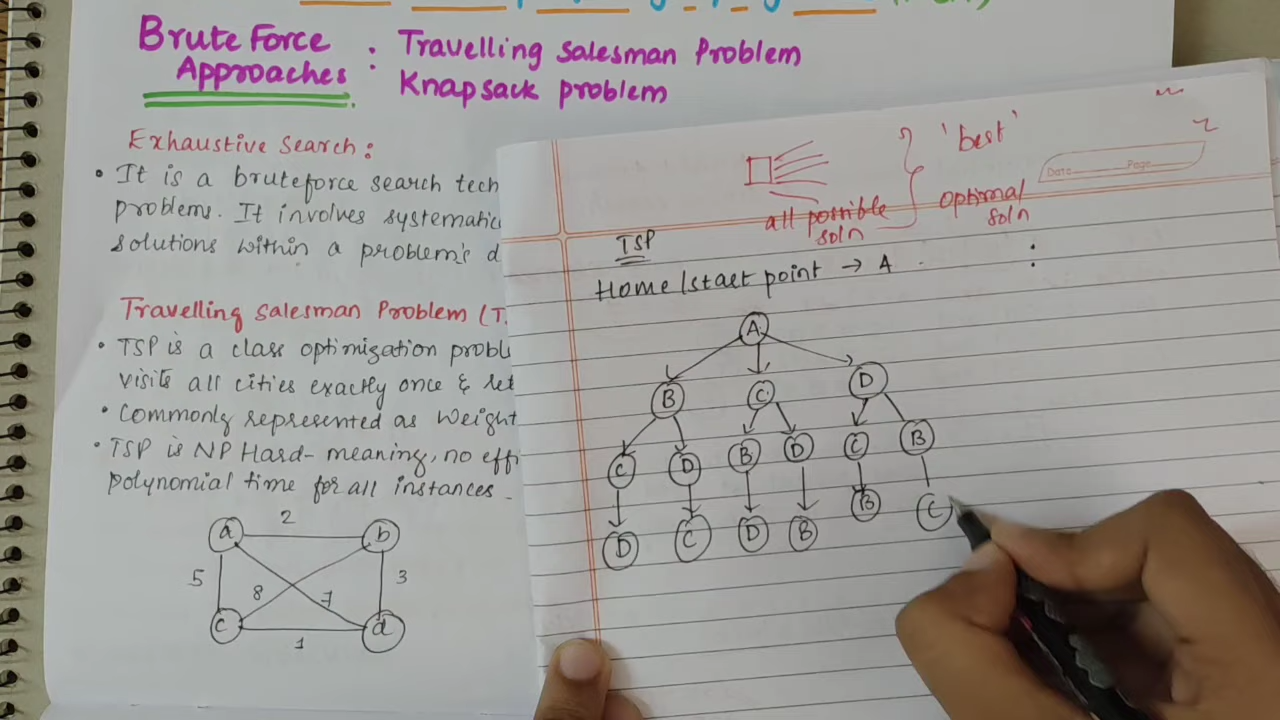 Brute Force
Approaches :
Travelling Salesman Problem
Knapsack problem
Exhaustive Search :
• It is a bruteforce search tech
problems. It involves systematic
solutions within a problem's d
Travelling Salesman Problem (T
• TSP is a class optimization probl
visits all cities exactly once & ret
• Commonly represented as Weight
• TSP is NP Hard- meaning, no effi
polynomial time for all instances.
a 2 b
5 8 7 3
c 1 d
'best'
all possible
soln
optimal
soln
Date Page
TSP
Home/start point → A
A
B C D
C D B D C B
D C D B B C